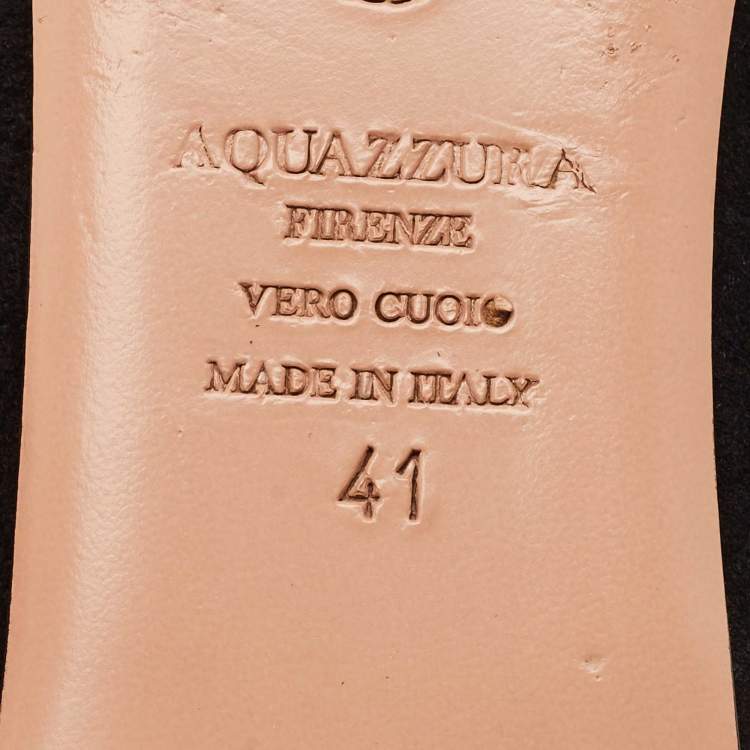 AQUAZZURA
FIRENZE
VERO CUOIO
MADE IN ITALY
41